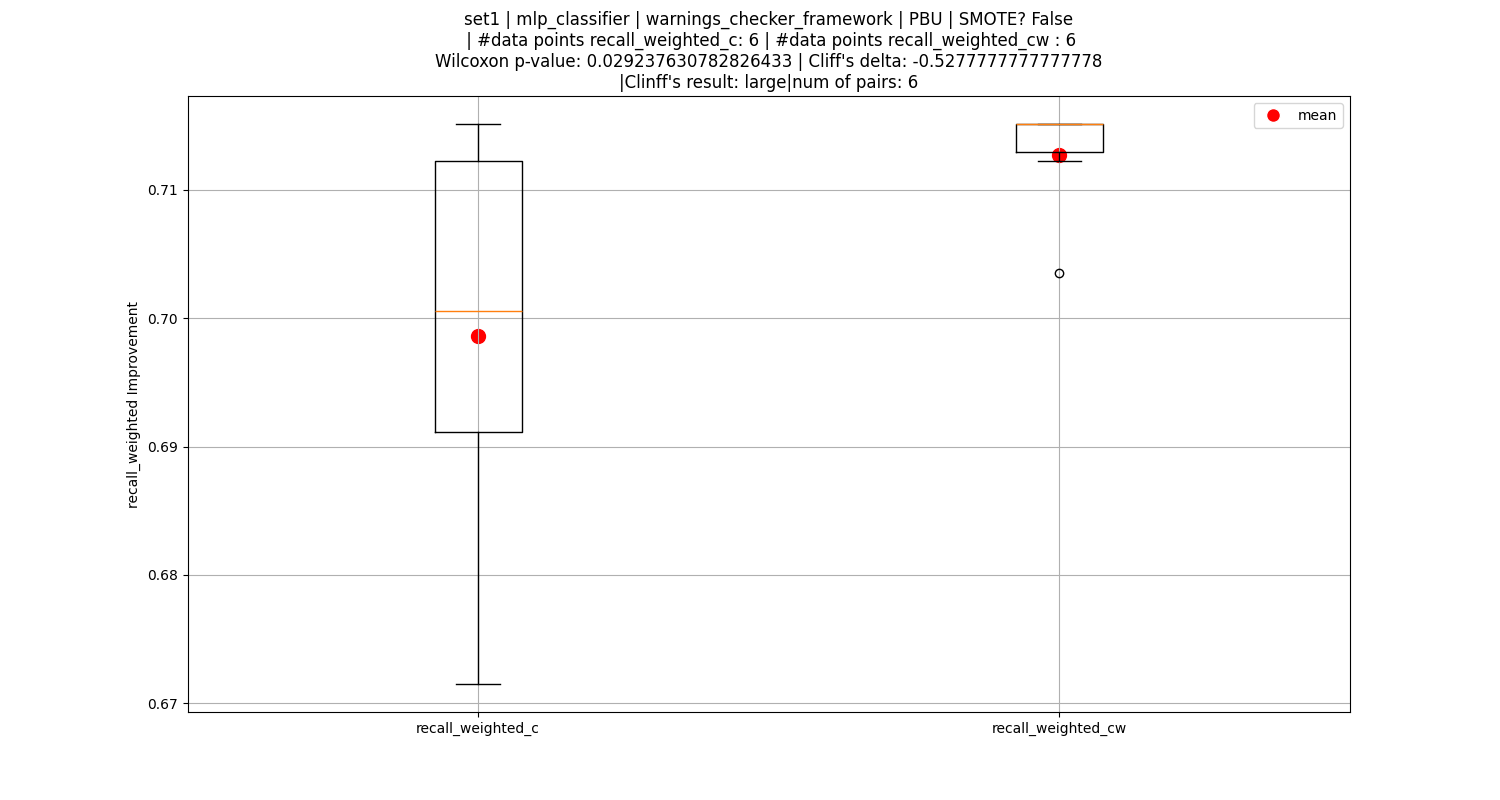 set1 | mlp_classifier | warnings_checker_framework | PBU | SMOTE? False
| #data points recall_weighted_c: 6 | #data points recall_weighted_cw : 6
Wilcoxon p-value: 0.029237630782826433 | Cliff's delta: -0.5277777777777778
|Clinff's result: large|num of pairs: 6
mean
0.71
0.70
0.69
0.68
0.67
recall_weighted Improvement
recall_weighted_c
recall_weighted_cw